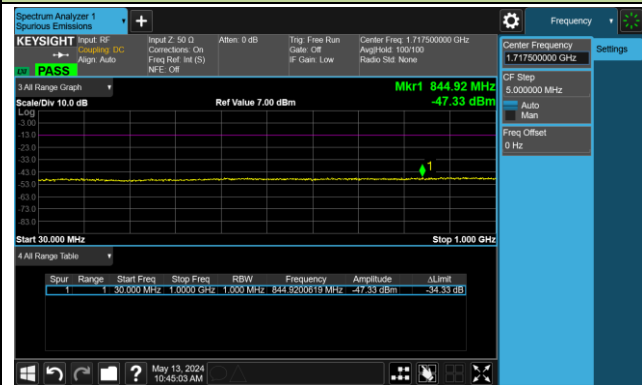 Spectrum Analyzer 1
Spurious Emissions
Frequency
KEYSIGHT
Input: RF
Coupling: DC
Align: Auto
Input Z: 50 Ω
Corrections: On
Freq Ref: Int (S)
NFE: Off
Atten: 0 dB
Trig: Free Run
Gate: Off
IF Gain: Low
Center Freq: 1.717500000 GHz
Avg|Hold: 100/100
Radio Std: None
PASS
Center Frequency
1.717500000 GHz
Settings
CF Step
5.000000 MHz
Auto
Man
Freq Offset
0 Hz
3 All Range Graph
Mkr1 844.92 MHz
Scale/Div 10.0 dB
Ref Value 7.00 dBm
-47.33 dBm
Log
-3.00
-13.0
-23.0
-33.0
-43.0
-53.0
-63.0
-73.0
-83.0
1
Start 30.000 MHz
Stop 1.000 GHz
4 All Range Table
Spur Range Start Freq Stop Freq RBW Frequency Amplitude ΔLimit
1 1 30.000 MHz 1.0000 GHz 1.000 MHz 844.9200619 MHz -47.33 dBm -34.33 dB
?
May 13, 2024
10:45:03 AM